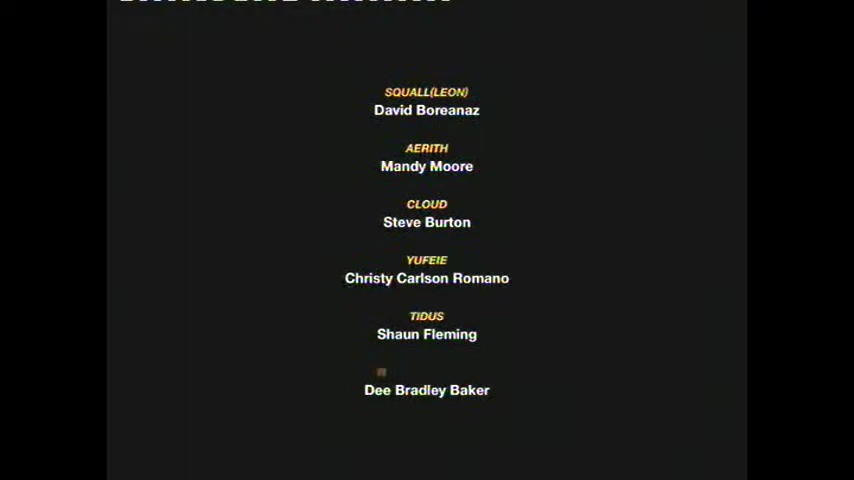 SQUALL(LEON)
David Boreanaz
AERITH
Mandy Moore
CLOUD
Steve Burton
YUFEIE
Christy Carlson Romano
TIDUS
Shaun Fleming
Dee Bradley Baker